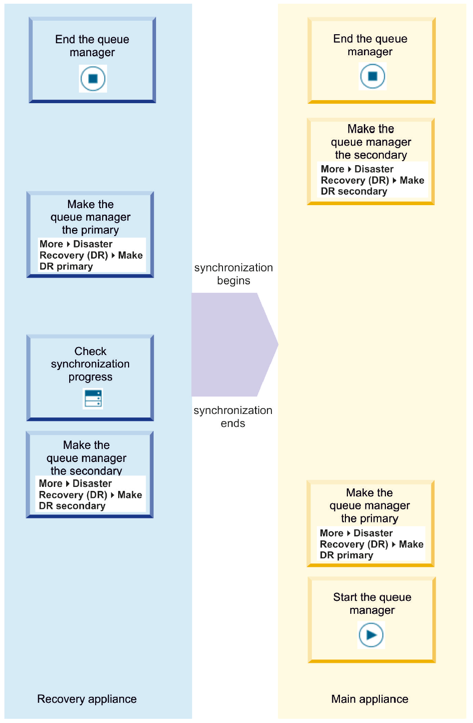 End the queue
manager
Make the
queue manager
the primary
More ▸ Disaster
Recovery (DR) ▸ Make
DR primary
Check
synchronization
progress
Make the
queue manager
the secondary
More ▸ Disaster
Recovery (DR) ▸ Make
DR secondary
Recovery appliance
synchronization
begins
synchronization
ends
End the queue
manager
Make the
queue manager
the secondary
More ▸ Disaster
Recovery (DR) ▸ Make
DR secondary
Make the
queue manager
the primary
More ▸ Disaster
Recovery (DR) ▸ Make
DR primary
Start the queue
manager
Main appliance